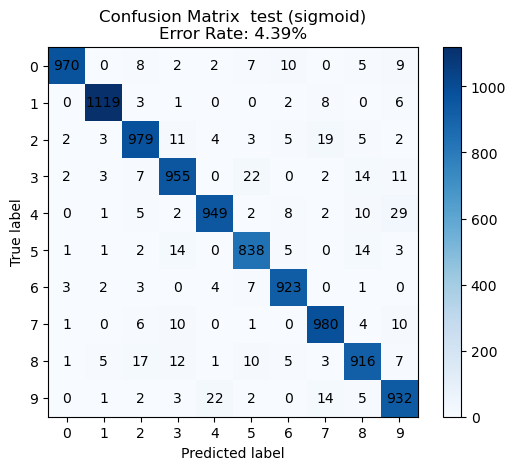 Confusion Matrix  test (sigmoid)
Error Rate: 4.39%
0 970 0 8 2 2 7 10 0 5 9
1 0 1119 3 1 0 0 2 8 0 6
2 2 3 979 11 4 3 5 19 5 2
3 2 3 7 955 0 22 0 2 14 11
4 0 1 5 2 949 2 8 2 10 29
5 1 1 2 14 0 838 5 0 14 3
6 3 2 3 0 4 7 923 0 1 0
7 1 0 6 10 0 1 0 980 4 10
8 1 5 17 12 1 10 5 3 916 7
9 0 1 2 3 22 2 0 14 5 932
0 1 2 3 4 5 6 7 8 9
Predicted label
True label
1000
800
600
400
200
0